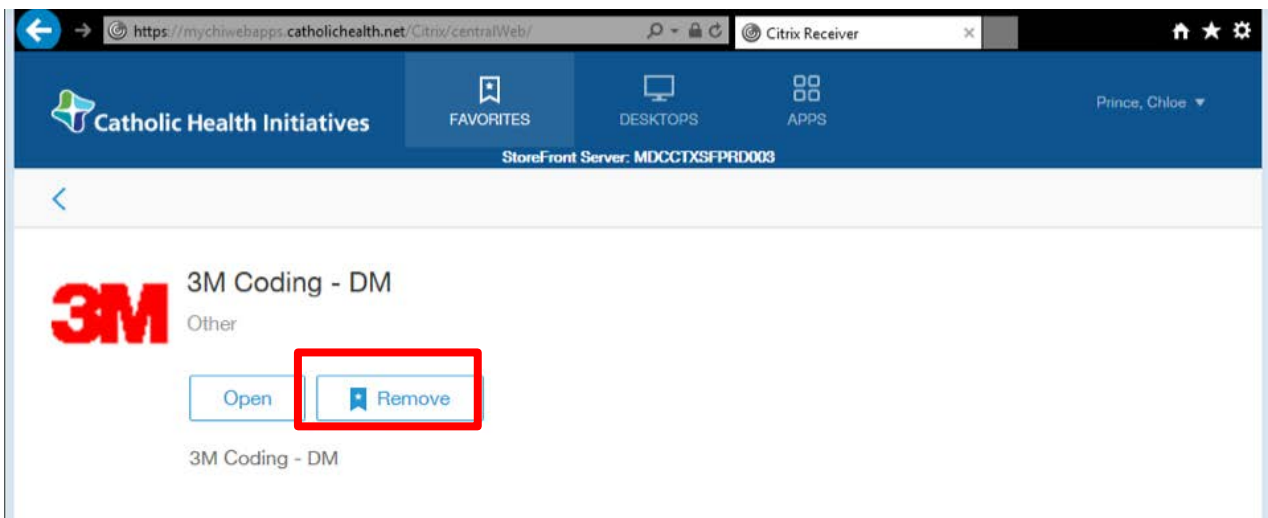 https://mychiwebapps.catholichealth.net/Citrix/centralWeb/ Citrix Receiver
Catholic Health Initiatives
FAVORITES DESKTOPS APPS
Prince, Chloe
StoreFront Server: MDCCTXSFPRD003
3M
3M Coding - DM
Other
Open Remove
3M Coding - DM